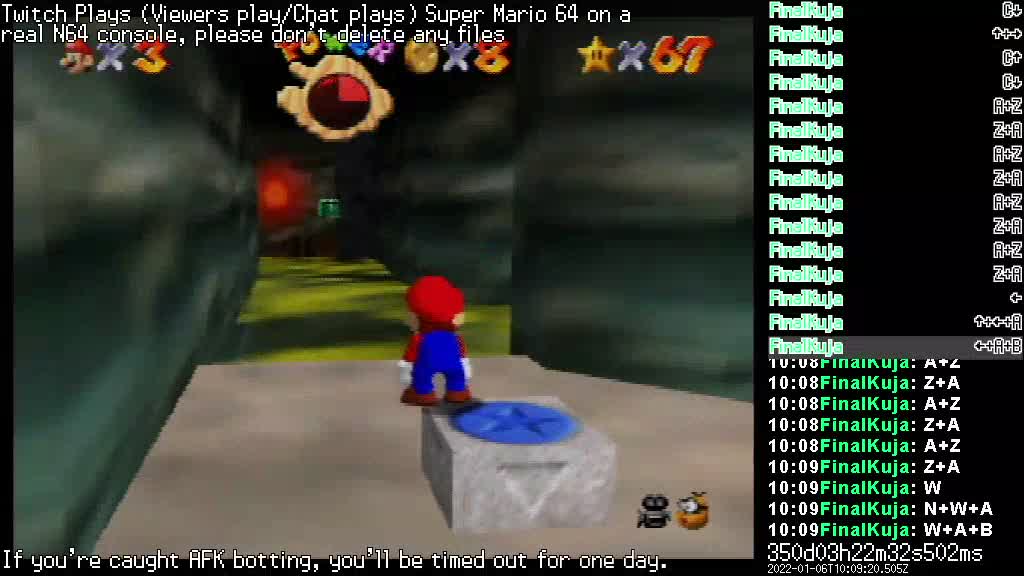 Twitch Plays (Viewers play/Chat plays) Super Mario 64 on a
real N64 console, please don't delete any files
×3
×8
×67
If you're caught AFK botting, you'll be timed out for one day.
FinalKuja C↓
FinalKuja ↑↔↔
FinalKuja C↑
FinalKuja C↓
FinalKuja A+Z
FinalKuja Z+A
FinalKuja A+Z
FinalKuja Z+A
FinalKuja A+Z
FinalKuja Z+A
FinalKuja A+Z
FinalKuja Z+A
FinalKuja ←
FinalKuja ↑+←+A
FinalKuja ←+A+B
10:08FinalKuja: A+Z
10:08FinalKuja: Z+A
10:08FinalKuja: A+Z
10:08FinalKuja: Z+A
10:08FinalKuja: A+Z
10:09FinalKuja: Z+A
10:09FinalKuja: W
10:09FinalKuja: N+W+A
10:09FinalKuja: W+A+B
350d03h22m32s502ms
2022-01-06T10:09:20.505Z